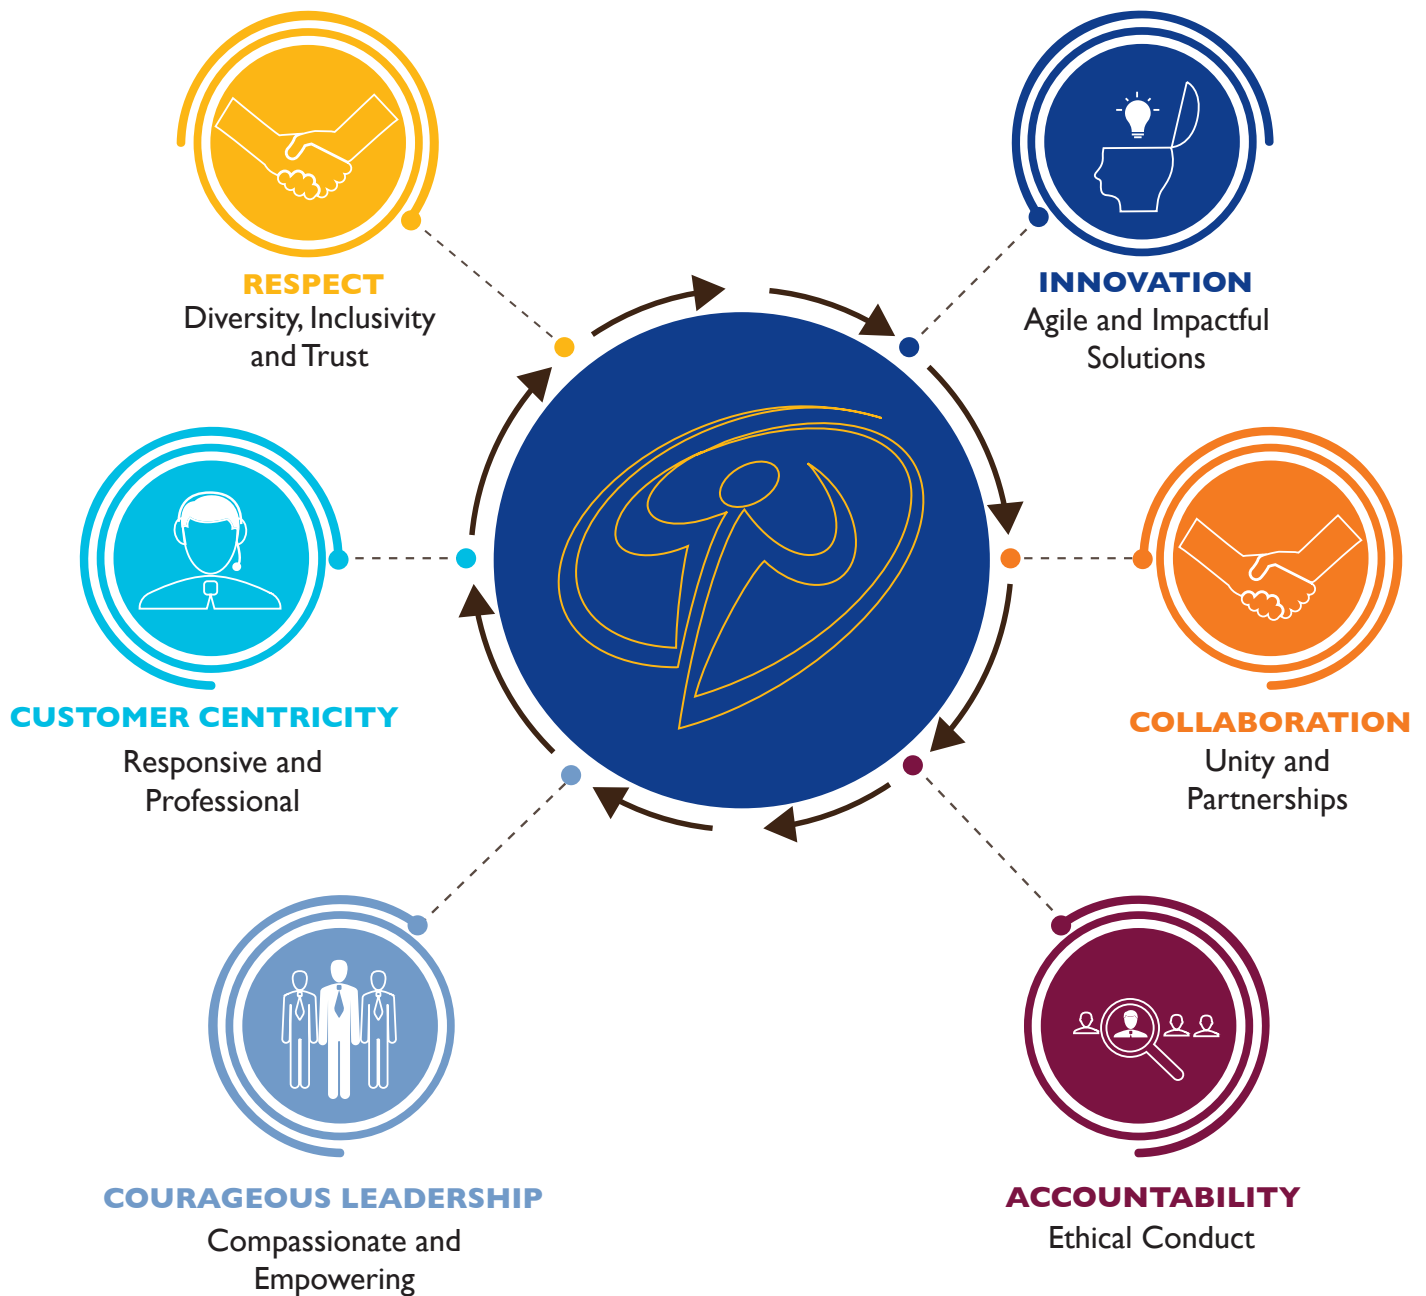 RESPECT
Diversity, Inclusivity
and Trust
INNOVATION
Agile and Impactful
Solutions
CUSTOMER CENTRICITY
Responsive and
Professional
COLLABORATION
Unity and
Partnerships
COURAGEOUS LEADERSHIP
Compassionate and
Empowering
ACCOUNTABILITY
Ethical Conduct